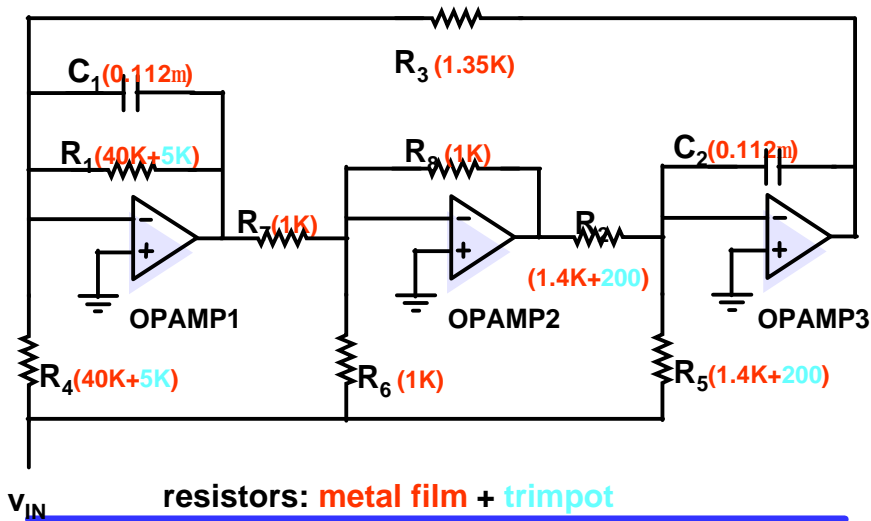 R3 (1.35K)
C1(0.112m)
R1(40K+5K)
R8(1K)
C2(0.112m)
R7(1K)
R2
(1.4K+200)
OPAMP1
OPAMP2
OPAMP3
R4(40K+5K)
R6 (1K)
R5(1.4K+200)
vIN
resistors: metal film + trimpot